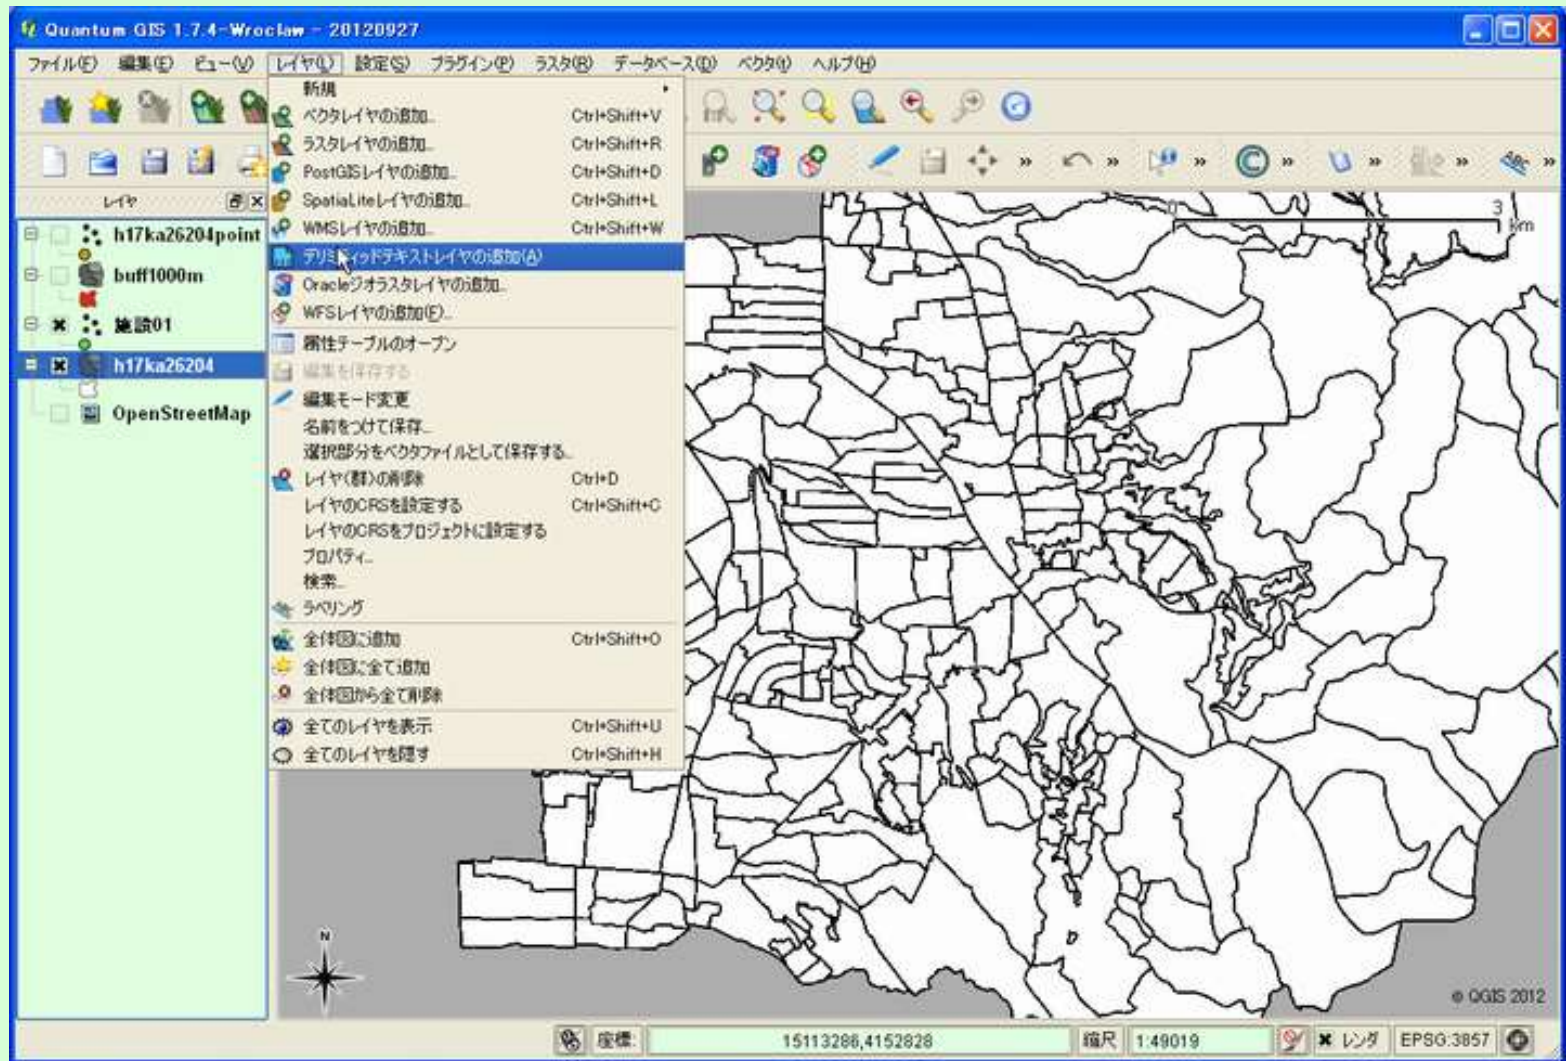 Quantum GIS 1.7.4-Wroclaw - 20120927
ファイル(F) 編集(E) ビュー(V) レイヤ(L) 設定(S) プラグイン(P) ラスタ(R) データベース(D) ベクタ(t) ヘルプ(H)
新規
ベクタレイヤの追加... Ctrl+Shift+V
ラスタレイヤの追加... Ctrl+Shift+R
PostGISレイヤの追加... Ctrl+Shift+D
SpatiaLiteレイヤの追加... Ctrl+Shift+L
WMSレイヤの追加... Ctrl+Shift+W
デリミティッドテキストレイヤの追加(A)
Oracleジオラスタレイヤの追加...
WFSレイヤの追加(F)...
属性テーブルのオープン
編集を保存する
編集モード変更
名前をつけて保存...
選択部分をベクタファイルとして保存する...
レイヤ(群)の削除 Ctrl+D
レイヤのCRSを設定する Ctrl+Shift+C
レイヤのCRSをプロジェクトに設定する
プロパティ...
検索...
ラベリング
全体図に追加 Ctrl+Shift+O
全体図に全て追加
全体図から全て削除
全てのレイヤを表示 Ctrl+Shift+U
全てのレイヤを隠す Ctrl+Shift+H
レイヤ
h17ka26204point
buff1000m
施設01
h17ka26204
OpenStreetMap
ABC
0 3
km
N
© QGIS 2012
座標: 15113286,4152828 縮尺 1:49019 レンダ EPSG:3857